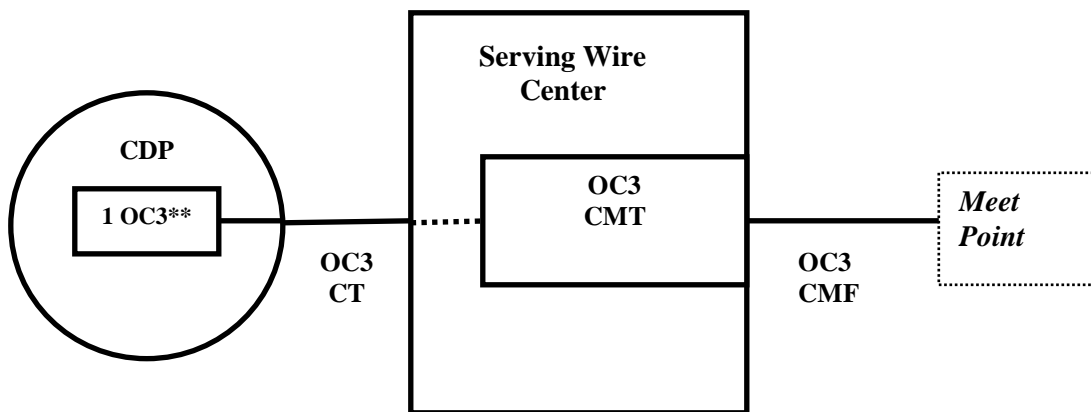 Serving Wire
Center
CDP
1 OC3**
OC3
CT
OC3
CMT
OC3
CMF
Meet
Point